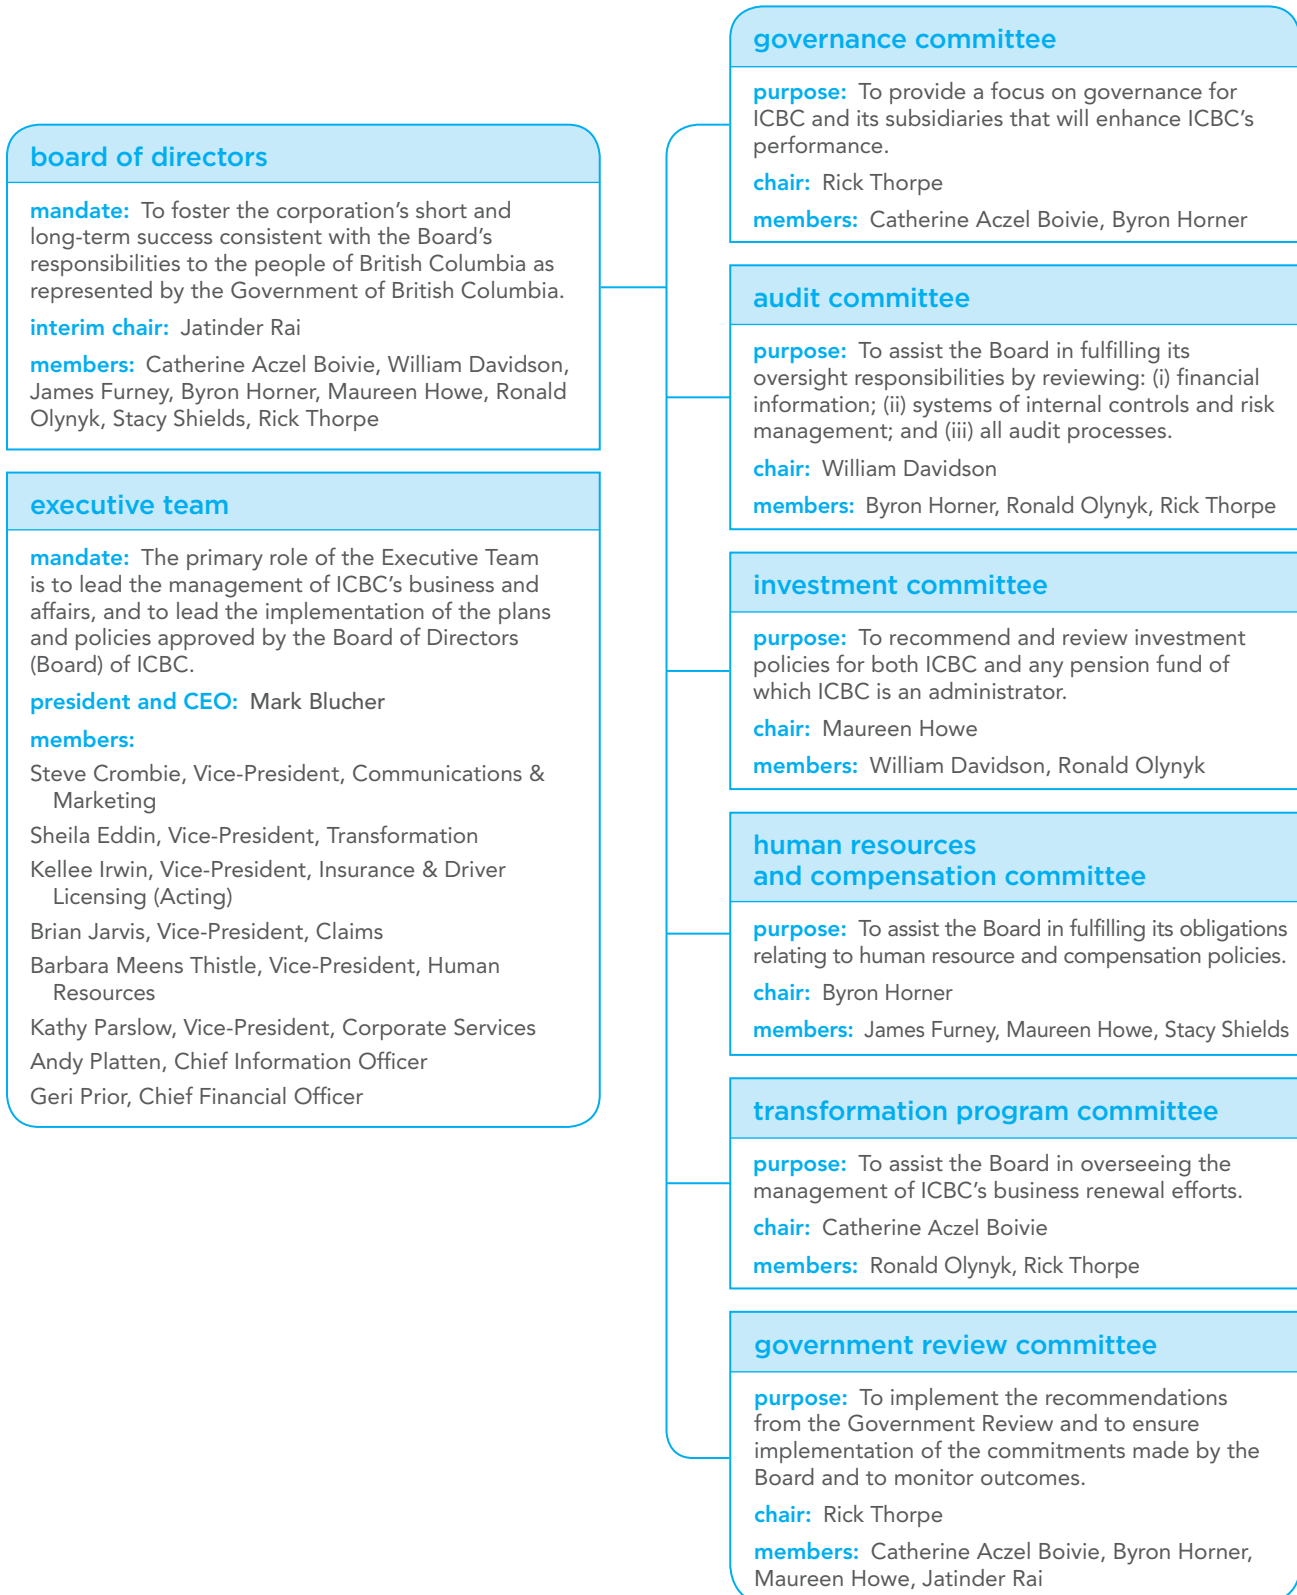 board of directors
mandate: To foster the corporation's short and
long-term success consistent with the Board's
responsibilities to the people of British Columbia as
represented by the Government of British Columbia.
interim chair: Jatinder Rai
members: Catherine Aczel Boivie, William Davidson,
James Furney, Byron Horner, Maureen Howe, Ronald
Olynyk, Stacy Shields, Rick Thorpe
executive team
mandate: The primary role of the Executive Team
is to lead the management of ICBC's business and
affairs, and to lead the implementation of the plans
and policies approved by the Board of Directors
(Board) of ICBC.
president and CEO: Mark Blucher
members:
Steve Crombie, Vice-President, Communications &
Marketing
Sheila Eddin, Vice-President, Transformation
Kellee Irwin, Vice-President, Insurance & Driver
Licensing (Acting)
Brian Jarvis, Vice-President, Claims
Barbara Meens Thistle, Vice-President, Human
Resources
Kathy Parslow, Vice-President, Corporate Services
Andy Platten, Chief Information Officer
Geri Prior, Chief Financial Officer
governance committee
purpose: To provide a focus on governance for
ICBC and its subsidiaries that will enhance ICBC's
performance.
chair: Rick Thorpe
members: Catherine Aczel Boivie, Byron Horner
audit committee
purpose: To assist the Board in fulfilling its
oversight responsibilities by reviewing: (i) financial
information; (ii) systems of internal controls and risk
management; and (iii) all audit processes.
chair: William Davidson
members: Byron Horner, Ronald Olynyk, Rick Thorpe
investment committee
purpose: To recommend and review investment
policies for both ICBC and any pension fund of
which ICBC is an administrator.
chair: Maureen Howe
members: William Davidson, Ronald Olynyk
human resources
and compensation committee
purpose: To assist the Board in fulfilling its obligations
relating to human resource and compensation policies.
chair: Byron Horner
members: James Furney, Maureen Howe, Stacy Shields
transformation program committee
purpose: To assist the Board in overseeing the
management of ICBC's business renewal efforts.
chair: Catherine Aczel Boivie
members: Ronald Olynyk, Rick Thorpe
government review committee
purpose: To implement the recommendations
from the Government Review and to ensure
implementation of the commitments made by the
Board and to monitor outcomes.
chair: Rick Thorpe
members: Catherine Aczel Boivie, Byron Horner,
Maureen Howe, Jatinder Rai